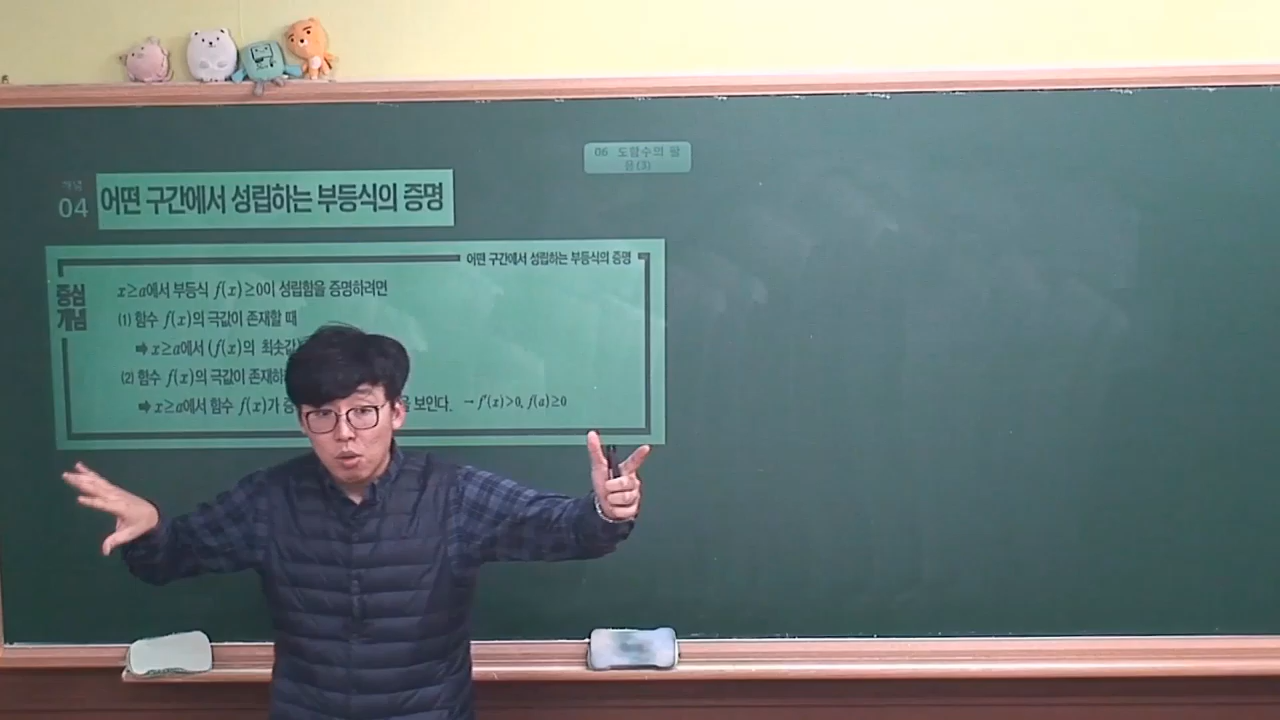 06 도함수의 활
용(3)
개념
04 어떤 구간에서 성립하는 부등식의 증명
어떤 구간에서 성립하는 부등식의 증명
중심
개념
x≥a에서 부등식 f(x)≥0이 성립함을 증명하려면
(1) 함수 f(x)의 극값이 존재할 때
➡ x≥a에서 (f(x)의 최솟값)
(2) 함수 f(x)의 극값이 존재하
➡ x≥a에서 함수 f(x)가 증 을 보인다. → f′(x)>0, f(a)≥0